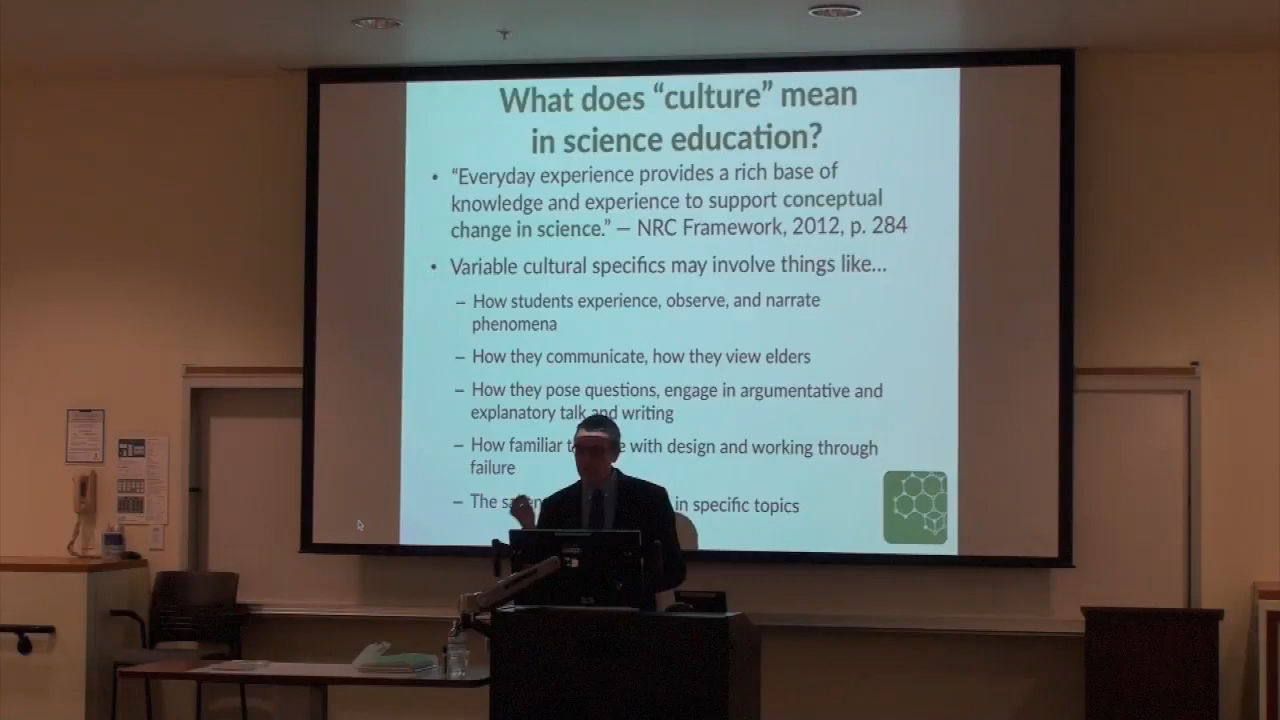 What does “culture” mean
in science education?
• “Everyday experience provides a rich base of
knowledge and experience to support conceptual
change in science.” — NRC Framework, 2012, p. 284
• Variable cultural specifics may involve things like...
– How students experience, observe, and narrate
phenomena
– How they communicate, how they view elders
– How they pose questions, engage in argumentative and
explanatory talk and writing
– How familiar with design and working through
failure
– The in specific topics